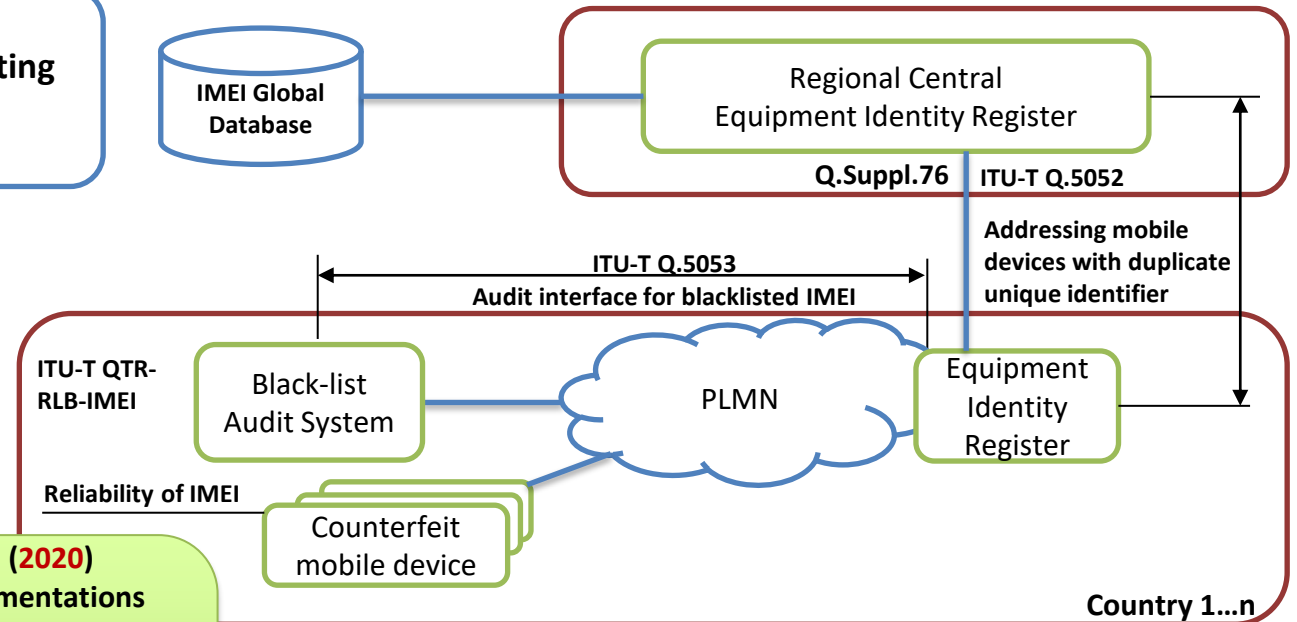 IMEI Global
Database
Regional Central
Equipment Identity Register
Q.Suppl.76
ITU-T Q.5052
Addressing mobile
devices with duplicate
unique identifier
ITU-T Q.5053
Audit interface for blacklisted IMEI
ITU-T QTR-
RLB-IMEI
Black-list
Audit System
PLMN
Equipment
Identity
Register
Reliability of IMEI
Counterfeit
mobile device
(2020)
Country 1...n